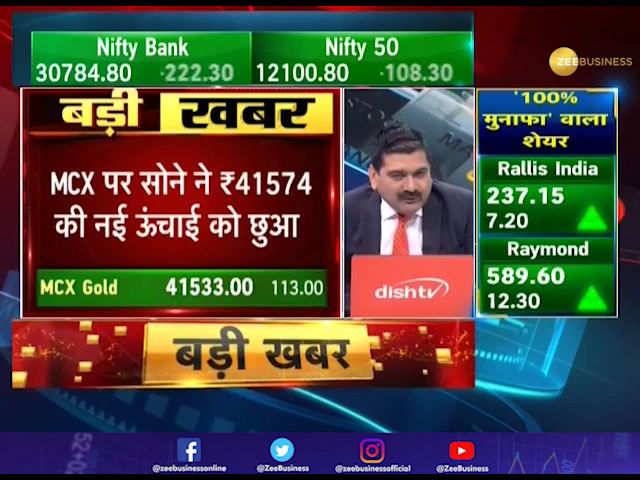 Nifty Bank
30784.80 -222.30
Nifty 50
12100.80 -108.30
ZEEBUSINESS
बड़ी खबर
MCX पर सोने ने ₹41574
की नई ऊंचाई को छुआ
MCX Gold 41533.00 113.00
dishtv
'100%
मुनाफा' वाला
शेयर
Rallis India
237.15
7.20
Raymond
589.60
12.30
बड़ी खबर
@zeebusinessonline
@ZeeBusiness
@zeebusinessofficial
@ZeeBusiness